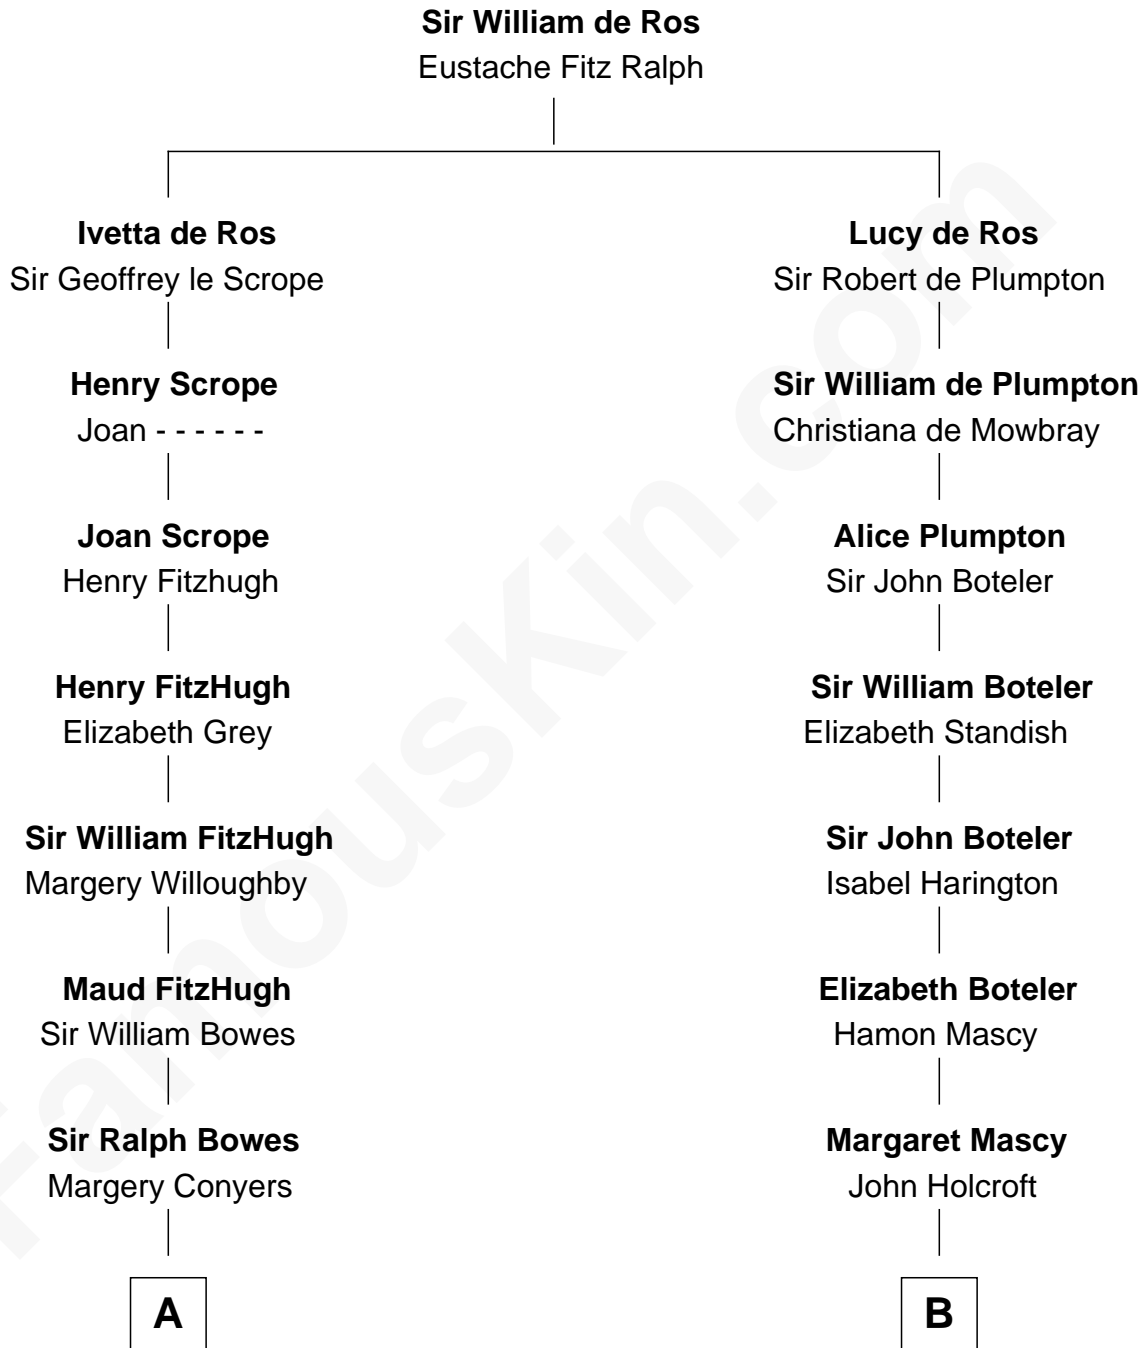 Sir William de Ros
Eustache Fitz Ralph
Ivetta de Ros
Sir Geoffrey le Scrope
Lucy de Ros
Sir Robert de Plumpton
Henry Scrope
Joan - - - - - -
Sir William de Plumpton
Christiana de Mowbray
Joan Scrope
Henry Fitzhugh
Alice Plumpton
Sir John Boteler
Henry FitzHugh
Elizabeth Grey
Sir William Boteler
Elizabeth Standish
Sir William FitzHugh
Margery Willoughby
Sir John Boteler
Isabel Harington
Maud FitzHugh
Sir William Bowes
Elizabeth Boteler
Hamon Mascy
Sir Ralph Bowes
Margery Conyers
Margaret Mascy
John Holcroft
A
B
FamousKin.com